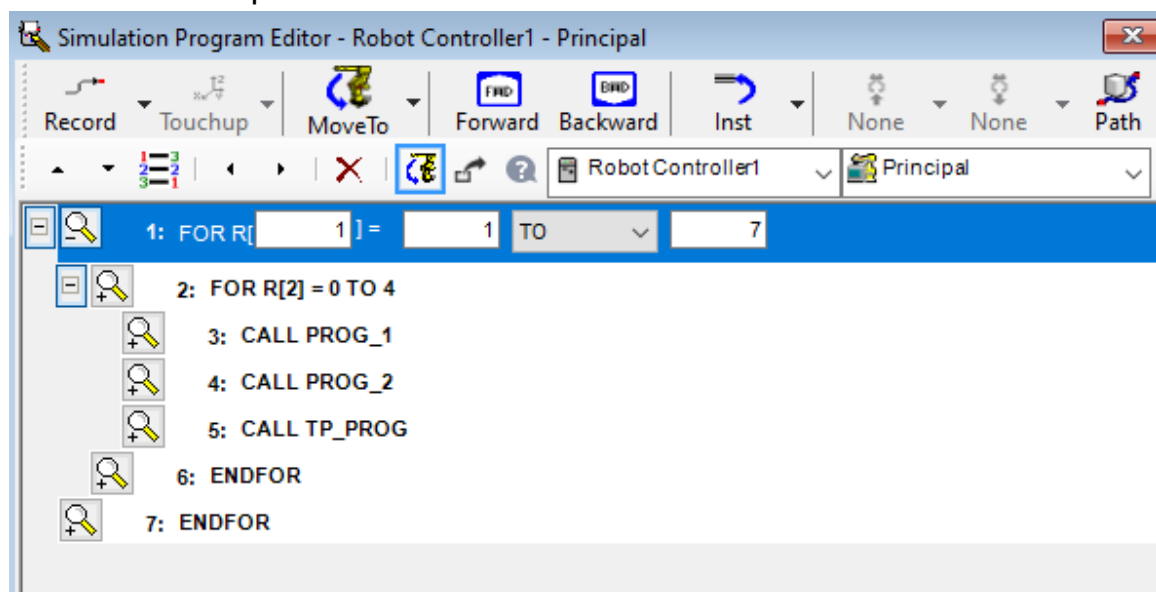 Simulation Program Editor - Robot Controller1 - Principal
Record Touchup MoveTo FWD Forward BWD Backward Inst None None Path
Robot Controller1 Principal
1: FOR R[ 1 ] = 1 TO 7
2: FOR R[2] = 0 TO 4
3: CALL PROG_1
4: CALL PROG_2
5: CALL TP_PROG
6: ENDFOR
7: ENDFOR